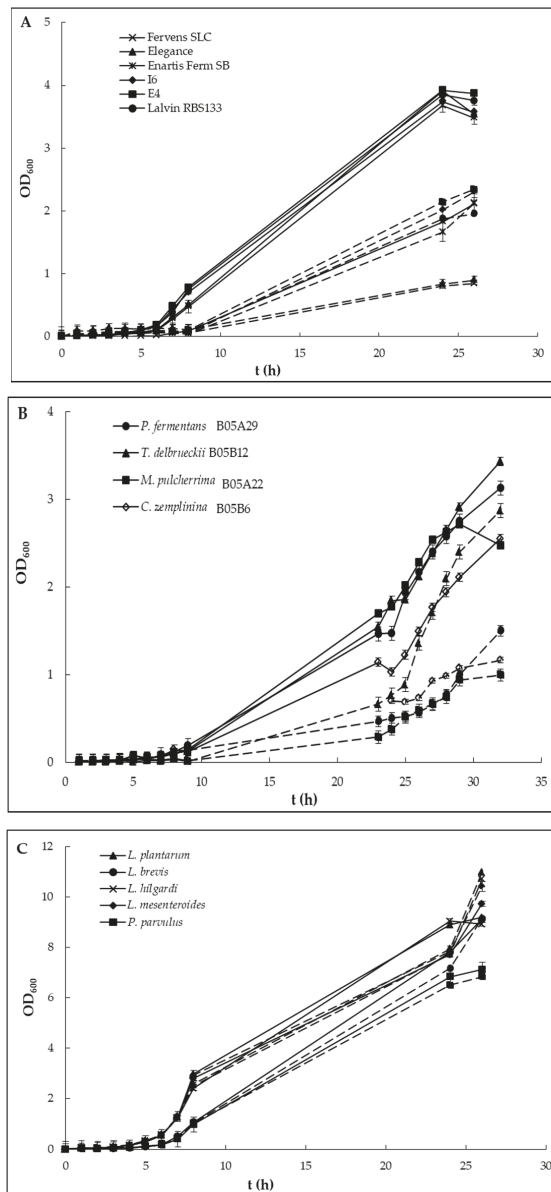 A
5
Fervens SLC
Elegance
Enartis Ferm SB
I6
E4
Lalvin RBS133
4
3
2
1
0
OD600
0 5 10 15 20 25 30
t (h)
B
4
P. fermentans B05A29
T. delbrueckii B05B12
M. pulcherrima B05A22
C. zemplinina B05B6
3
2
1
0
OD600
0 5 10 15 20 25 30 35
t (h)
C
12
L. plantarum
L. brevis
L. hilgardi
L. mesenteroides
P. parvulus
10
8
6
4
2
0
OD600
0 5 10 15 20 25 30
t (h)